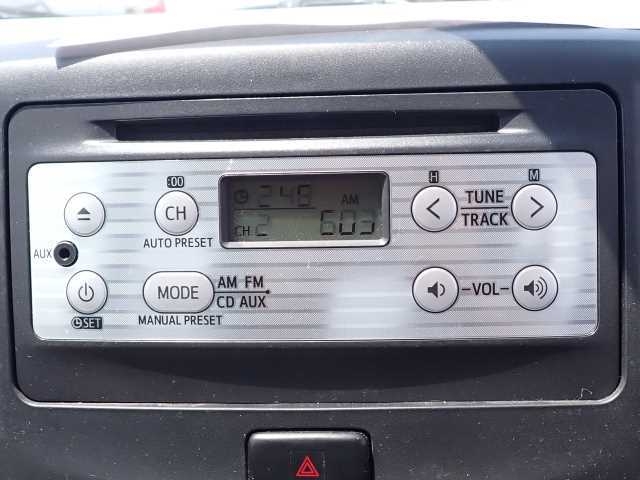 :00
H
M
CH
2:46
AM
TUNE
TRACK
CH 2
603
AUTO PRESET
AUX
MODE
AM FM
CD AUX
-VOL-
SET
MANUAL PRESET